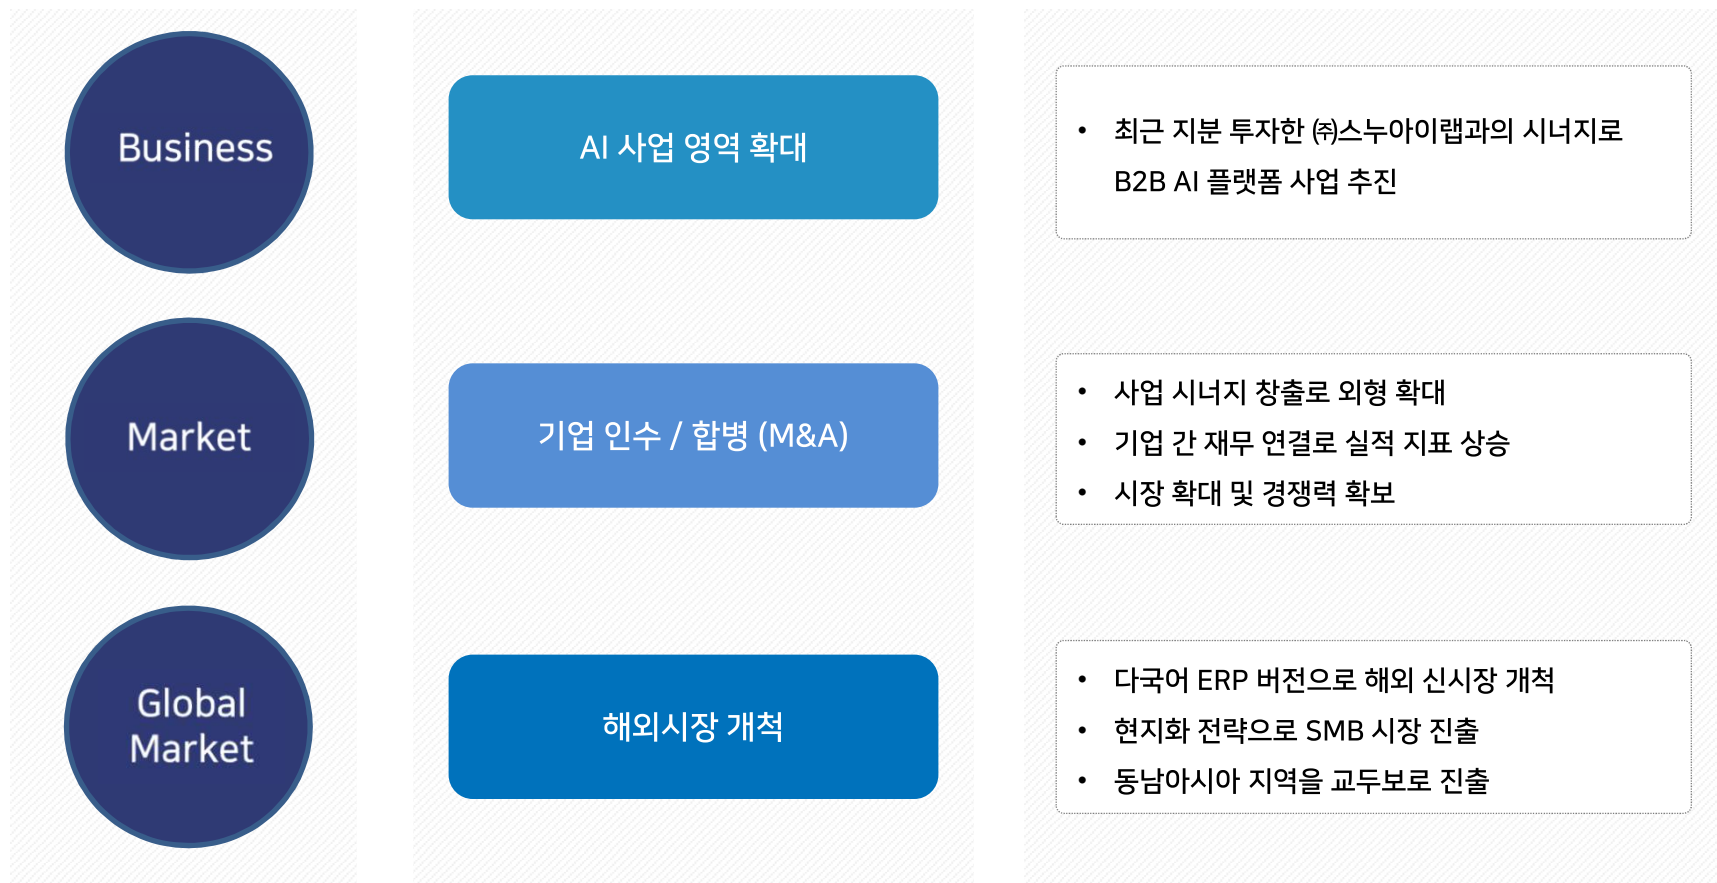 Business
AI 사업 영역 확대
• 최근 지분 투자한 ㈜스누아이랩과의 시너지로
B2B AI 플랫폼 사업 추진
Market
기업 인수 / 합병 (M&A)
• 사업 시너지 창출로 외형 확대
• 기업 간 재무 연결로 실적 지표 상승
• 시장 확대 및 경쟁력 확보
Global
Market
해외시장 개척
• 다국어 ERP 버전으로 해외 신시장 개척
• 현지화 전략으로 SMB 시장 진출
• 동남아시아 지역을 교두보로 진출